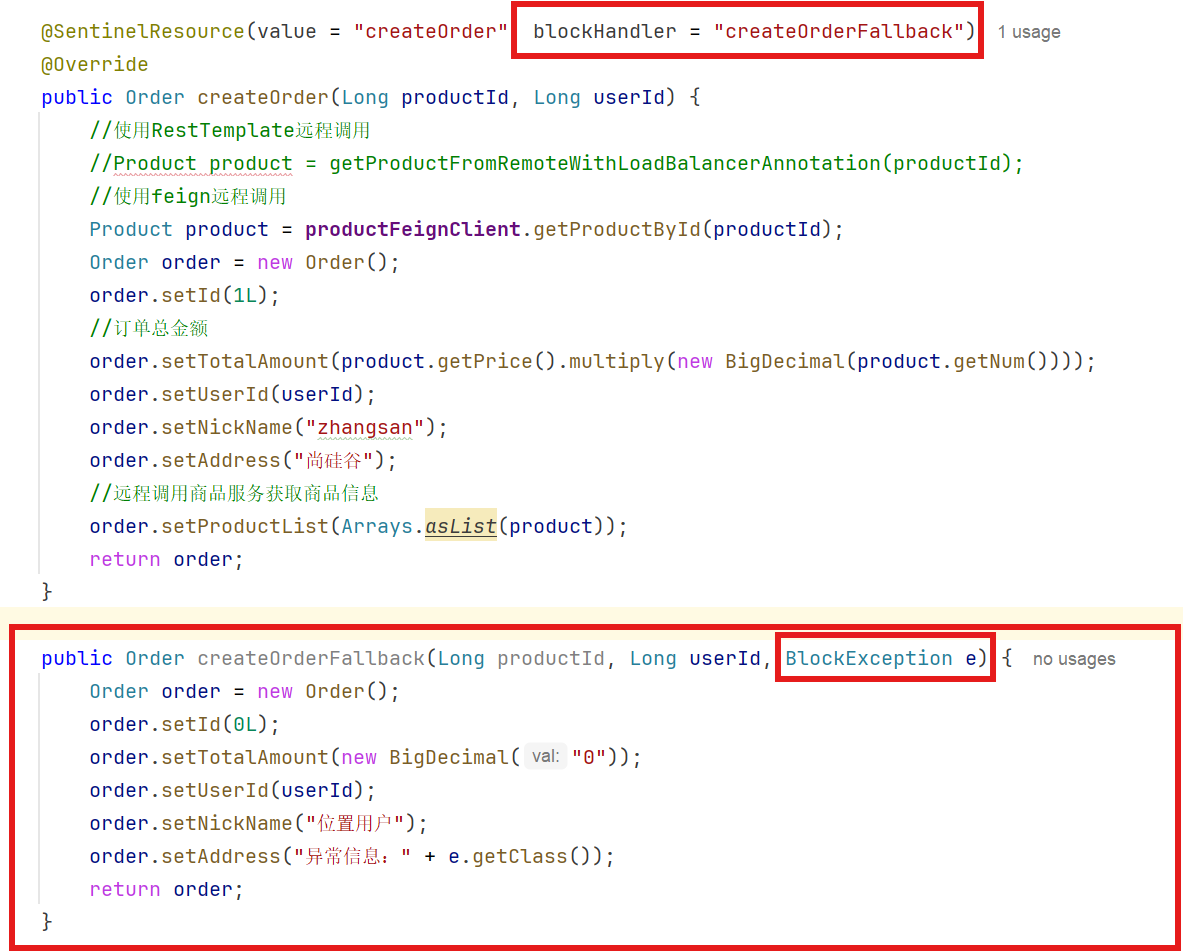 @SentinelResource(value = "createOrder", blockHandler = "createOrderFallback") 1 usage
@Override
public Order createOrder(Long productId, Long userId) {
//使用RestTemplate远程调用
//Product product = getProductFromRemoteWithLoadBalancerAnnotation(productId);
//使用feign远程调用
Product product = productFeignClient.getProductById(productId);
Order order = new Order();
order.setId(1L);
//订单总金额
order.setTotalAmount(product.getPrice().multiply(new BigDecimal(product.getNum())));
order.setUserId(userId);
order.setNickName("zhangsan");
order.setAddress("尚硅谷");
//远程调用商品服务获取商品信息
order.setProductList(Arrays.asList(product));
return order;
}
public Order createOrderFallback(Long productId, Long userId, BlockException e) { no usages
Order order = new Order();
order.setId(0L);
order.setTotalAmount(new BigDecimal( val: "0"));
order.setUserId(userId);
order.setNickName("位置用户");
order.setAddress("异常信息：" + e.getClass());
return order;
}